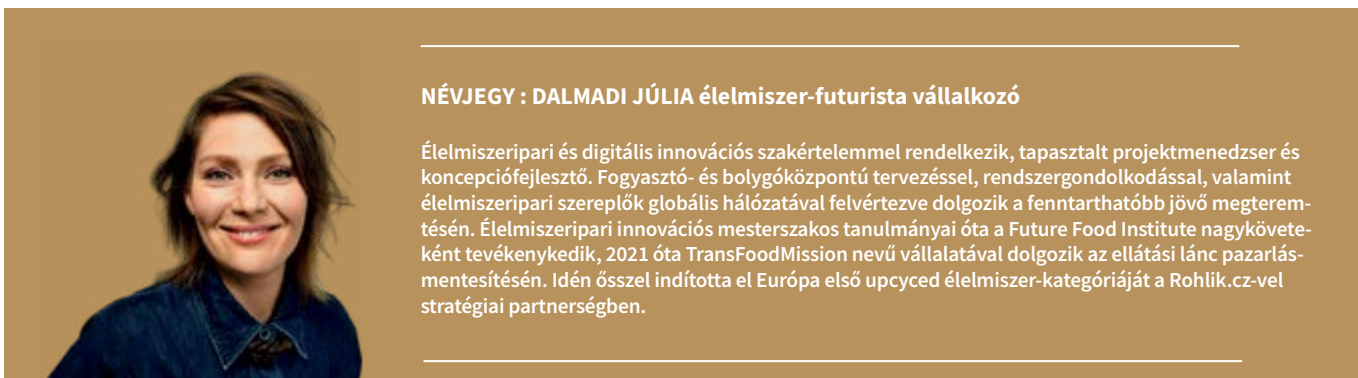 NÉVJEGY : DALMADI JÚLIA élelmiszer-futurista vállalkozó
Élelmiszeripari és digitális innovációs szakértelemmel rendelkezik, tapasztalt projektmenedzser és
koncepciófejlesztő. Fogyasztó- és bolygóközpontú tervezéssel, rendszergondolkodással, valamint
élelmiszeripari szereplők globális hálózatával felvértezve dolgozik a fenntarthatóbb jövő megterem-
tésén. Élelmiszeripari innovációs mesterszakos tanulmányai óta a Future Food Institute nagykövete-
ként tevékenykedik, 2021 óta TransFoodMission nevű vállalatával dolgozik az ellátási lánc pazarlás-
mentesítésén. Idén ősszel indította el Európa első upcyced élelmiszer-kategóriáját a Rohlik.cz-vel
stratégiai partnerségben.